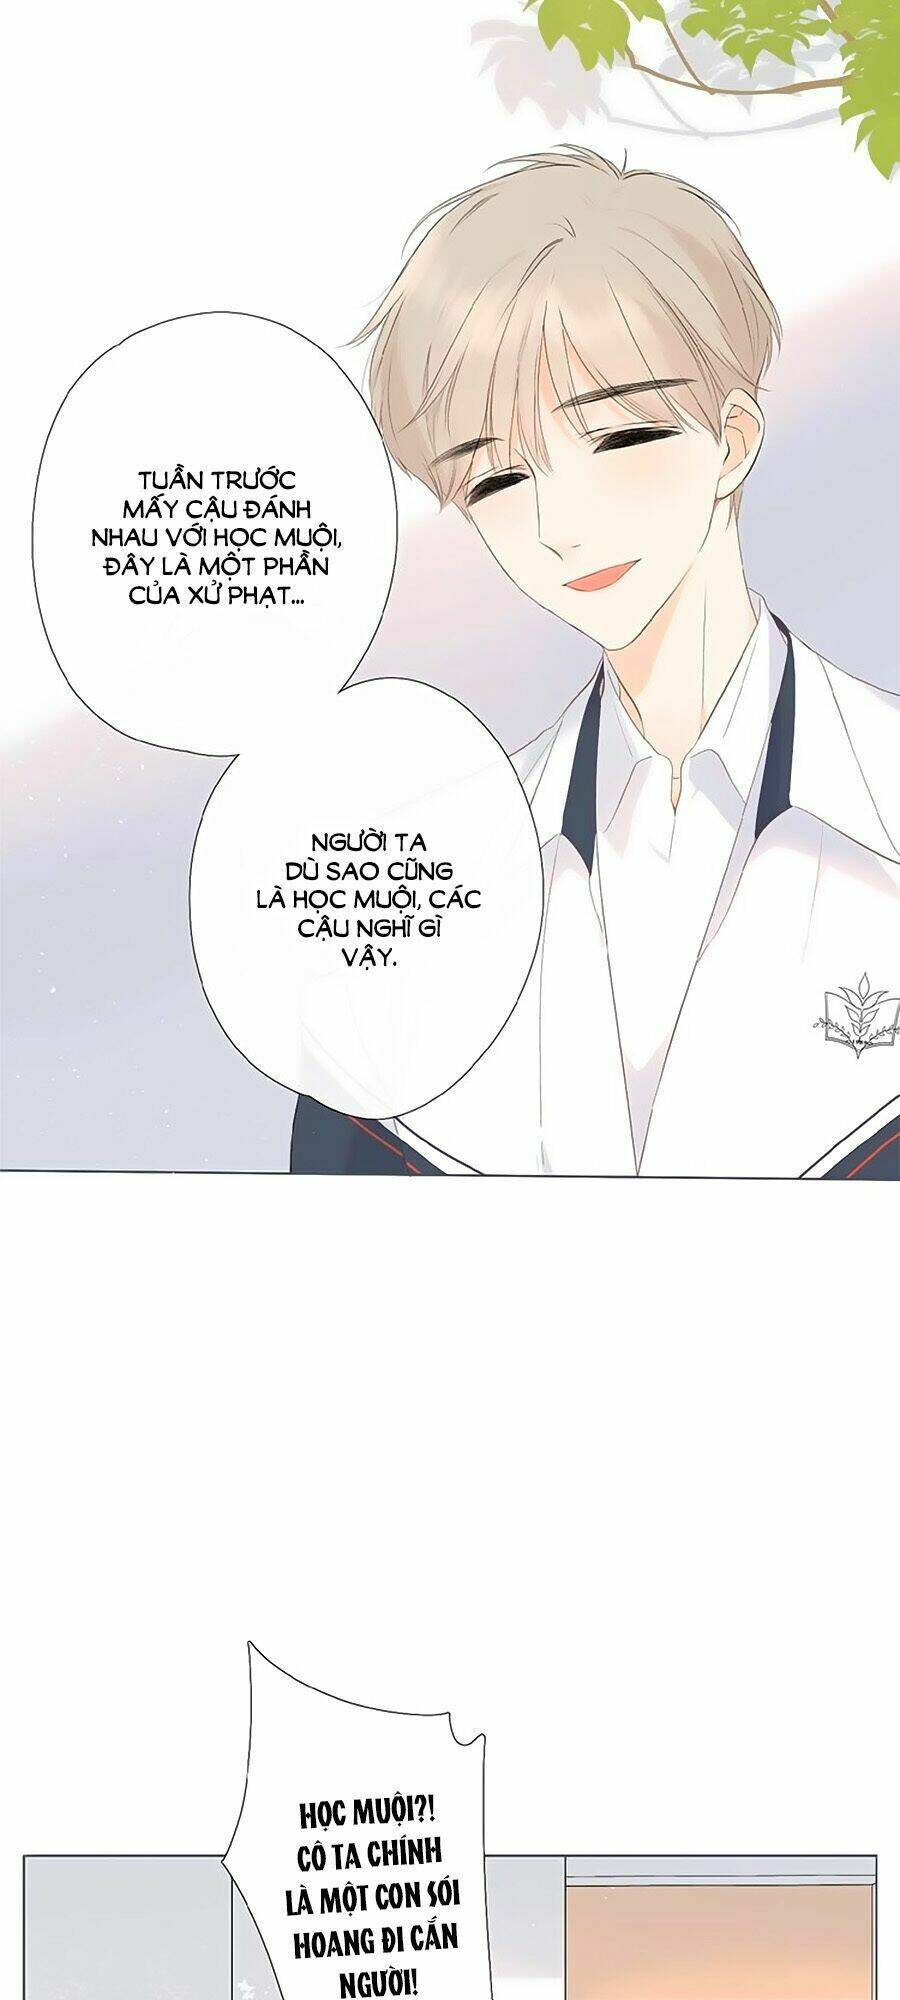 TUẦN TRƯỚC
MẤY CẬU ĐÁNH
NHAU VỚI HỌC MUỘI,
ĐÂY LÀ MỘT PHẦN
CỦA XỬ PHẠT...
NGƯỜI TA
DÙ SAO CŨNG
LÀ HỌC MUỘI, CÁC
CẬU NGHĨ GÌ
VẬY.
HỌC MUỘI?!
CÔ TA CHÍNH
LÀ MỘT CON SÓI
HOANG ĐI CẮN
NGƯỜI!